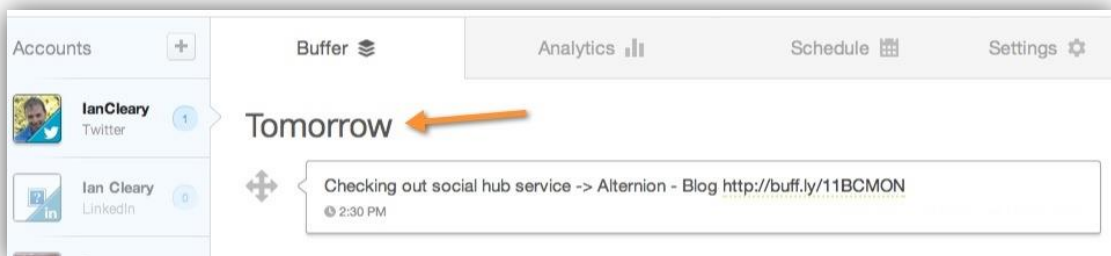 Accounts +
Buffer
Analytics
Schedule
Settings
IanCleary
Twitter
1
Ian Cleary
LinkedIn
0
Tomorrow
Checking out social hub service -> Alternion - Blog http://buff.ly/11BCMON
2:30 PM